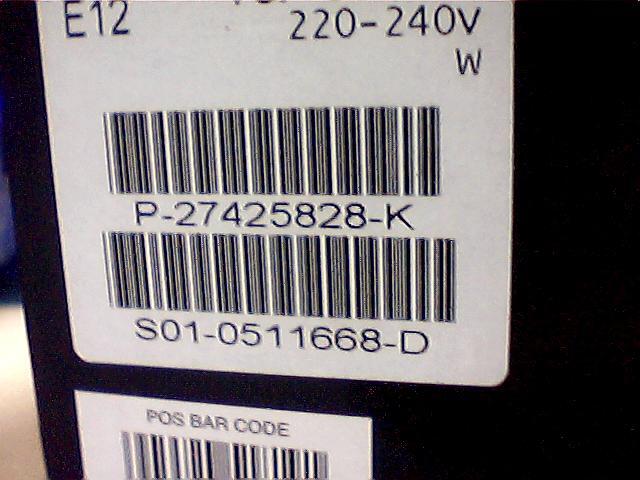 E12
220-240V
W
P-27425828-K
S01-0511668-D
POS BAR CODE